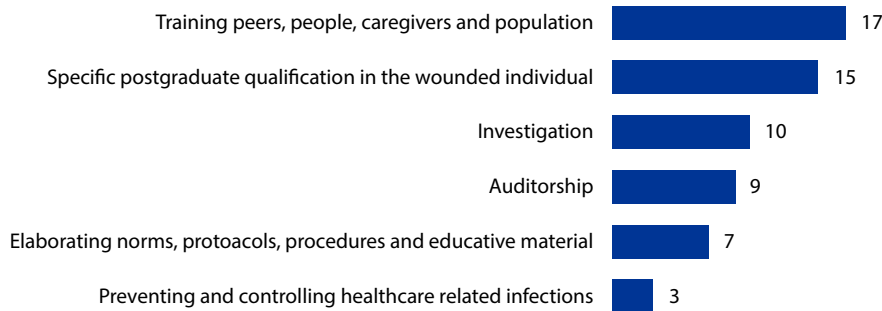 Training peers, people, caregivers and population 17
Specific postgraduate qualification in the wounded individual 15
Investigation 10
Auditorship 9
Elaborating norms, protoacols, procedures and educative material 7
Preventing and controlling healthcare related infections 3